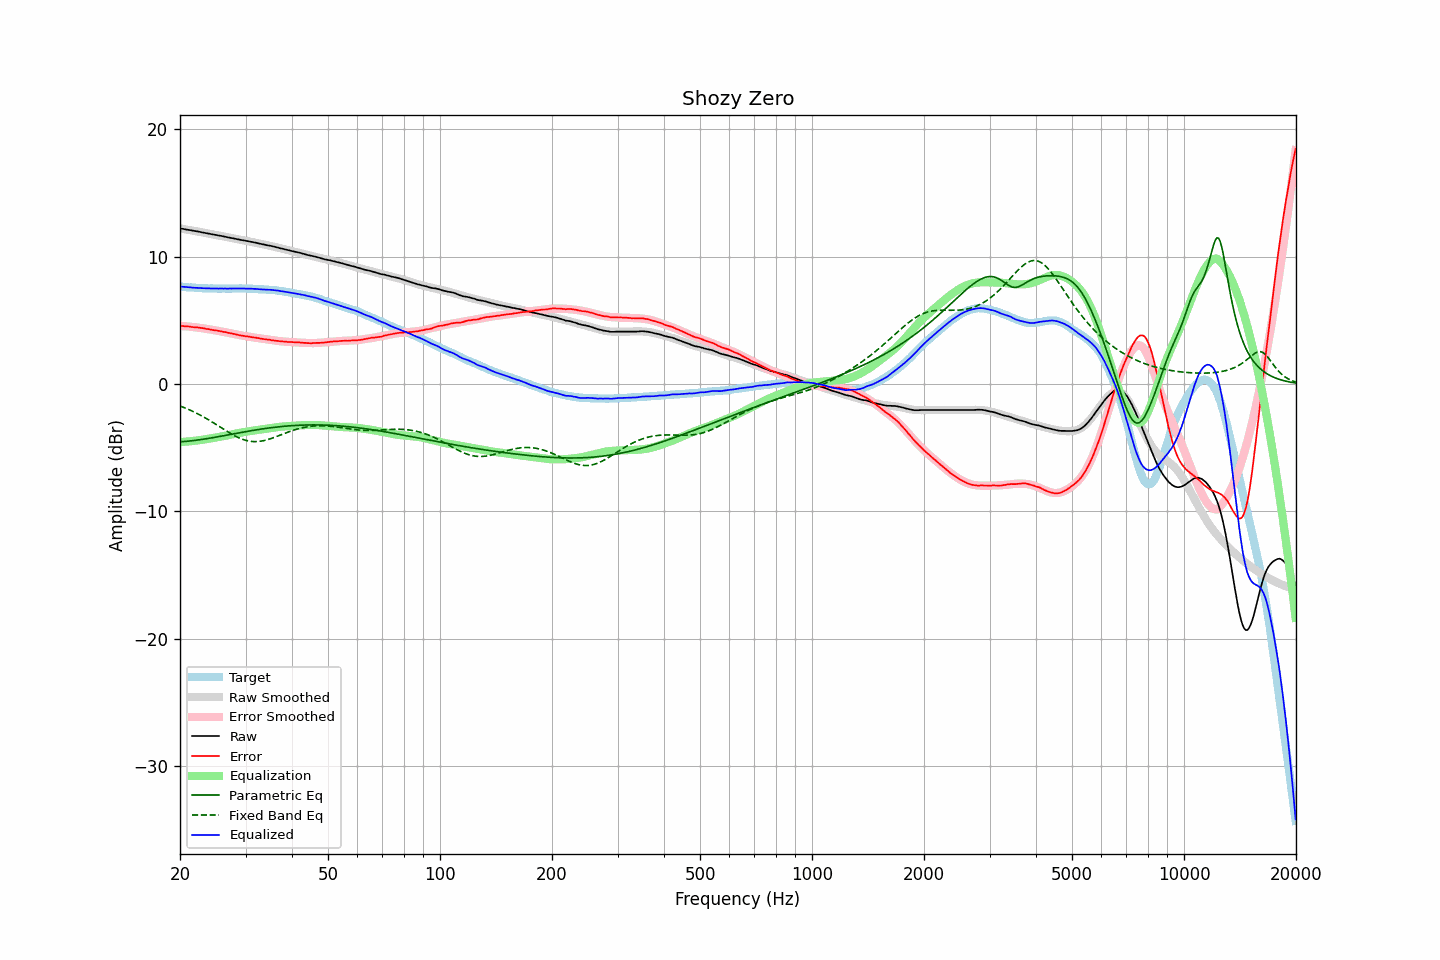 Shozy Zero
20
10
0
−10
−20
−30
Amplitude (dBr)
Target
Raw Smoothed
Error Smoothed
Raw
Error
Equalization
Parametric Eq
Fixed Band Eq
Equalized
20 50 100 200 500 1000 2000 5000 10000 20000
Frequency (Hz)